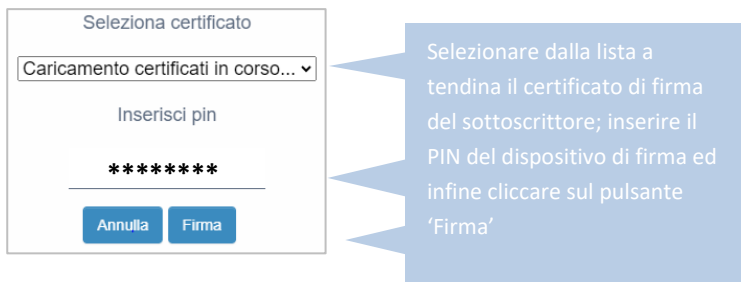 Seleziona certificato
Caricamento certificati in corso...
Inserisci pin
********
Annulla Firma
Selezionare dalla lista a
tendina il certificato di firma
del sottoscrittore; inserire il
PIN del dispositivo di firma ed
infine cliccare sul pulsante
‘Firma’